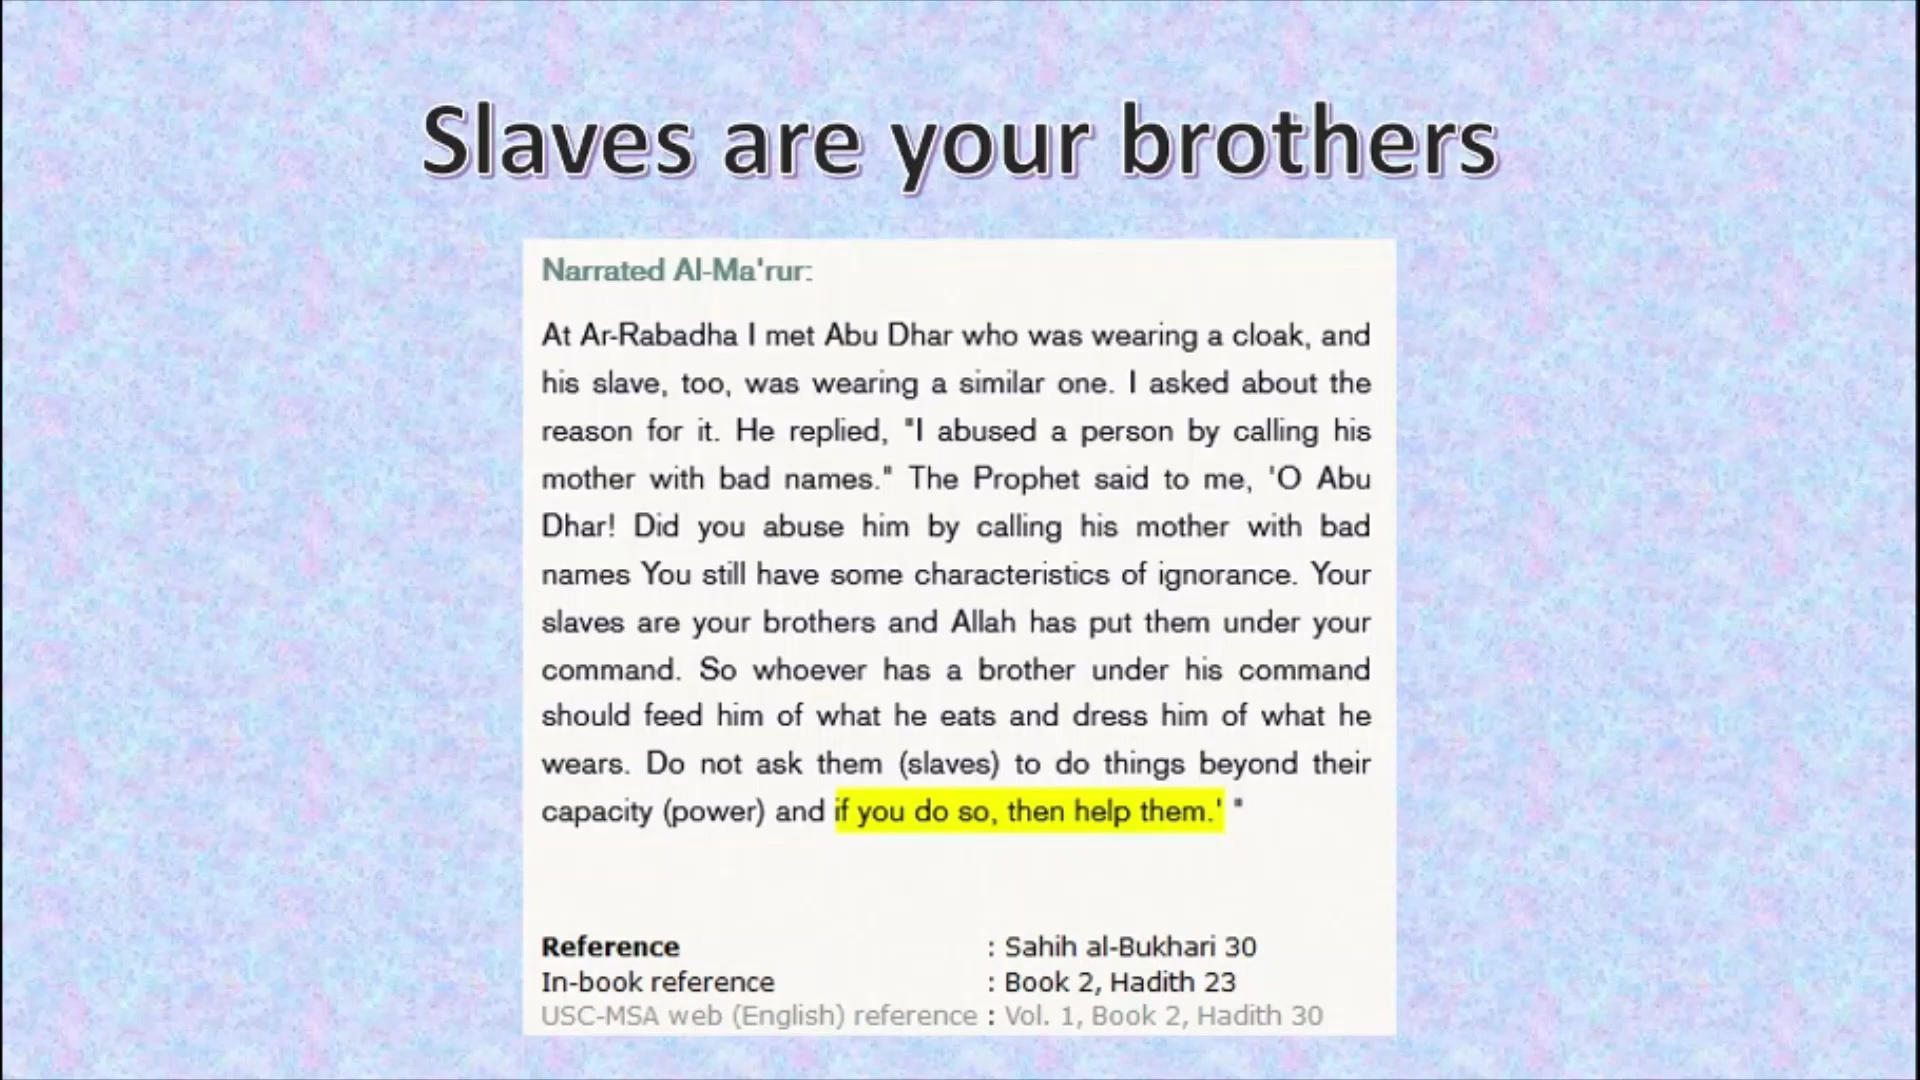 Slaves are your brothers
Narrated Al-Ma'rur:
At Ar-Rabadha I met Abu Dhar who was wearing a cloak, and
his slave, too, was wearing a similar one. I asked about the
reason for it. He replied, "I abused a person by calling his
mother with bad names." The Prophet said to me, 'O Abu
Dhar! Did you abuse him by calling his mother with bad
names You still have some characteristics of ignorance. Your
slaves are your brothers and Allah has put them under your
command. So whoever has a brother under his command
should feed him of what he eats and dress him of what he
wears. Do not ask them (slaves) to do things beyond their
capacity (power) and if you do so, then help them.' "
Reference : Sahih al-Bukhari 30
In-book reference : Book 2, Hadith 23
USC-MSA web (English) reference : Vol. 1, Book 2, Hadith 30